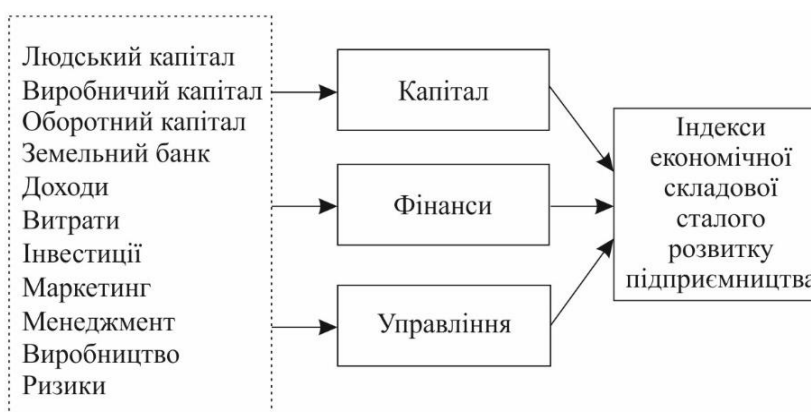 Людський капітал
Виробничий капітал
Оборотний капітал
Земельний банк
Доходи
Витрати
Інвестиції
Маркетинг
Менеджмент
Виробництво
Ризики
Капітал
Фінанси
Управління
Індекси
економічної
складової
сталого
розвитку
підприємництва